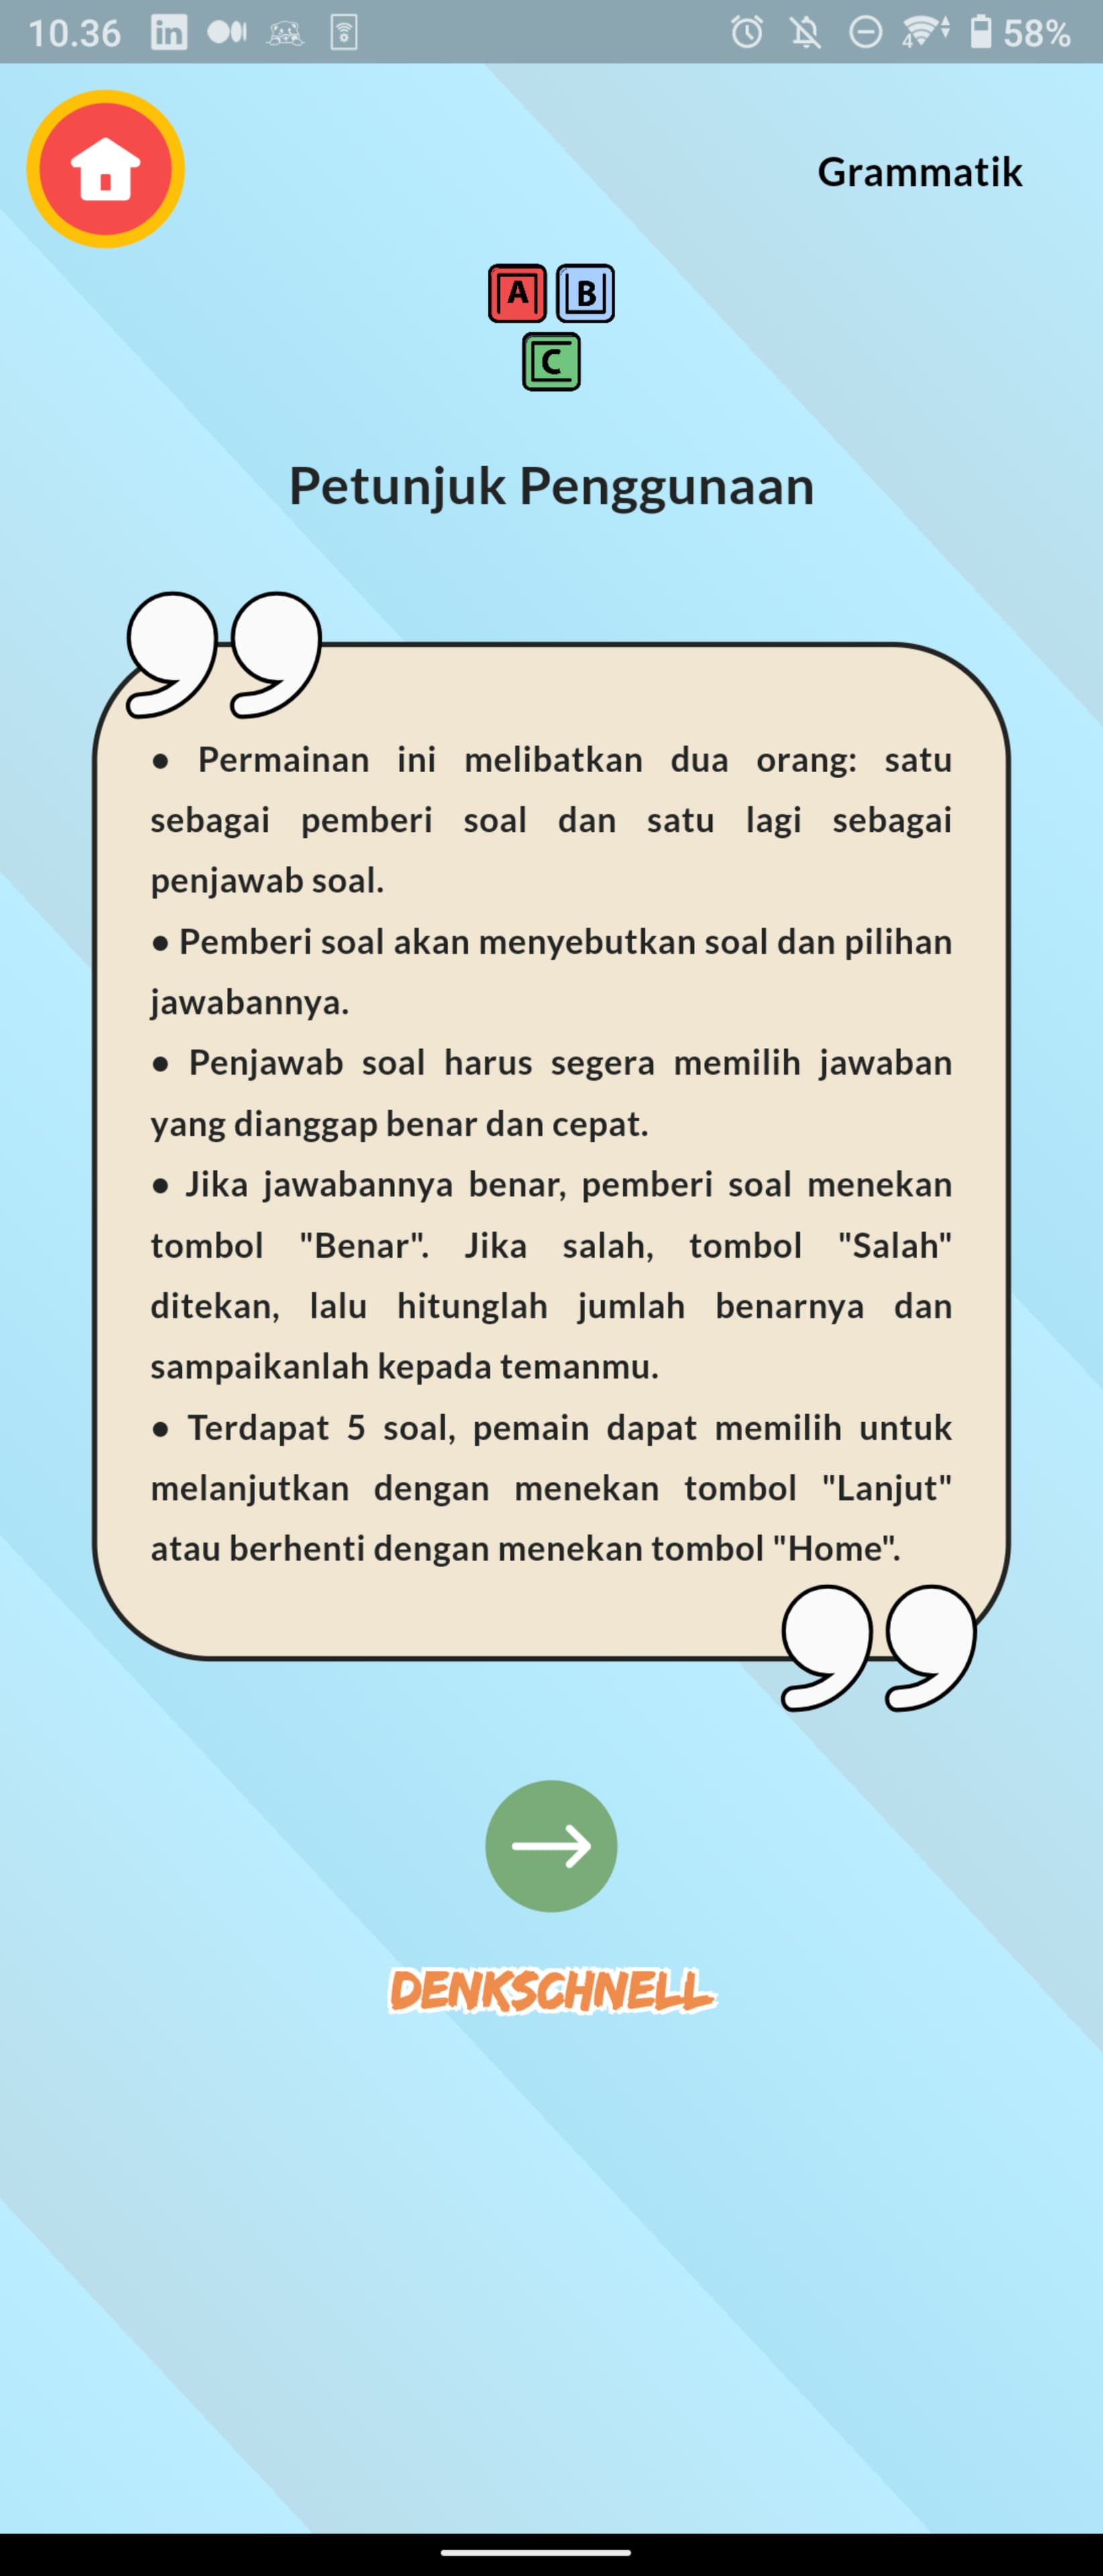 10.36
58%
Grammatik
A B
C
Petunjuk Penggunaan
● Permainan ini melibatkan dua orang: satu
sebagai pemberi soal dan satu lagi sebagai
penjawab soal.
● Pemberi soal akan menyebutkan soal dan pilihan
jawabannya.
● Penjawab soal harus segera memilih jawaban
yang dianggap benar dan cepat.
● Jika jawabannya benar, pemberi soal menekan
tombol "Benar". Jika salah, tombol "Salah"
ditekan, lalu hitunglah jumlah benarnya dan
sampaikanlah kepada temanmu.
● Terdapat 5 soal, pemain dapat memilih untuk
melanjutkan dengan menekan tombol "Lanjut"
atau berhenti dengan menekan tombol "Home".
DENKSCHNELL